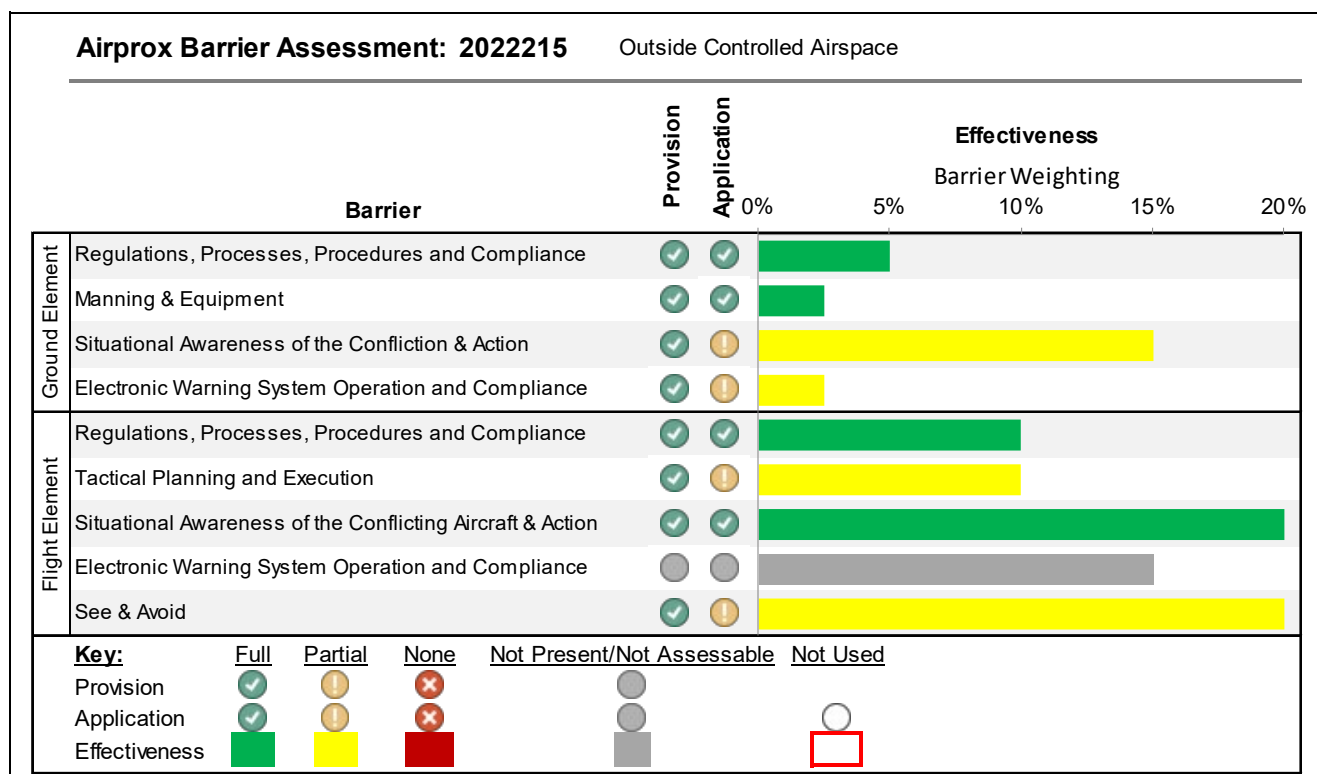 Airprox Barrier Assessment: 2022215 Outside Controlled Airspace
Provision
Application
Effectiveness
Barrier Weighting
Barrier
0% 5% 10% 15% 20%
Ground Element
Regulations, Processes, Procedures and Compliance
Manning & Equipment
Situational Awareness of the Confliction & Action
Electronic Warning System Operation and Compliance
Flight Element
Regulations, Processes, Procedures and Compliance
Tactical Planning and Execution
Situational Awareness of the Conflicting Aircraft & Action
Electronic Warning System Operation and Compliance
See & Avoid
Key: Full Partial None Not Present/Not Assessable Not Used
Provision
Application
Effectiveness